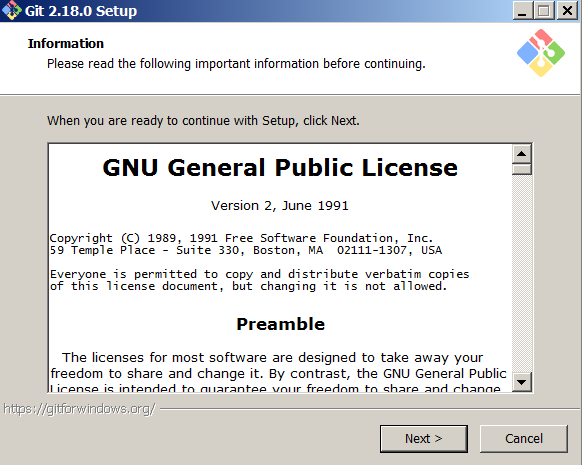 Git 2.18.0 Setup
Information
Please read the following important information before continuing.
When you are ready to continue with Setup, click Next.
GNU General Public License
Version 2, June 1991
Copyright (C) 1989, 1991 Free Software Foundation, Inc.
59 Temple Place - Suite 330, Boston, MA  02111-1307, USA
Everyone is permitted to copy and distribute verbatim copies
of this license document, but changing it is not allowed.
Preamble
The licenses for most software are designed to take away your
freedom to share and change it. By contrast, the GNU General Public
License is intended to guarantee your freedom to share and change
https://gitforwindows.org/
Next >
Cancel